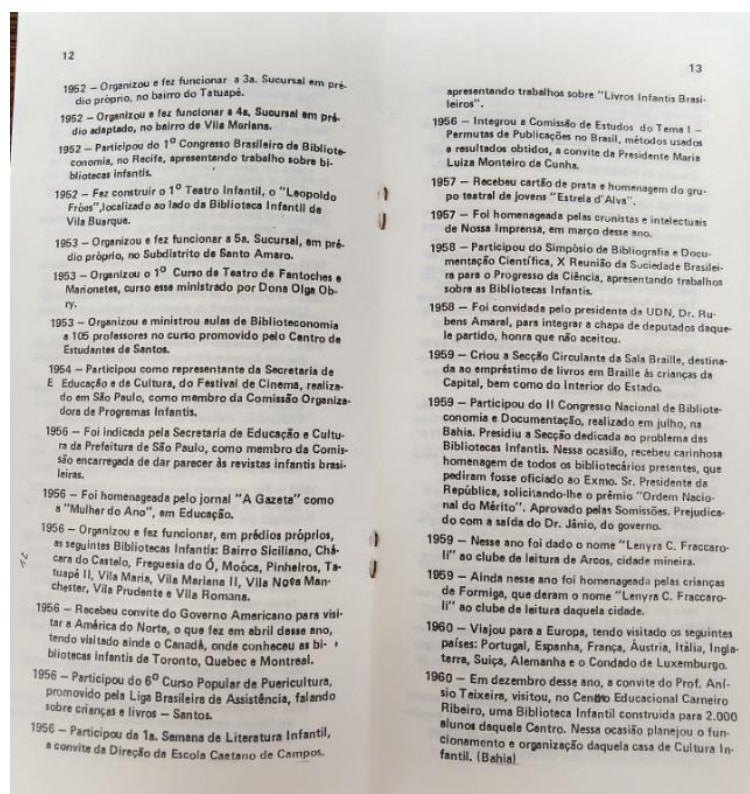 12
1952 — Organizou e fez funcionar a 3a. Sucursal em pré-
dio próprio, no bairro do Tatuapé.
1952 — Organizou e fez funcionar a 4a. Sucursal em pré-
dio adaptado, no bairro de Vila Mariana.
1952 — Participou do 1º Congresso Brasileiro de Bibliote-
conomia, no Recife, apresentando trabalho sobre bi-
bliotecas infantis.
1952 — Fez construir o 1º Teatro Infantil, o "Leopoldo
Fróes", localizado ao lado da Biblioteca Infantil de
Vila Buarque.
1953 — Organizou e fez funcionar a 5a. Sucursal, em pré-
dio próprio, no Subdistrito de Santo Amaro.
1953 — Organizou o 1º Curso de Teatro de Fantoches e
Marionetes, curso esse ministrado por Dona Olga Ob-
ry.
1953 — Organizou e ministrou aulas de Biblioteconomia
a 105 professores no curso promovido pelo Centro de
Estudantes de Santos.
1954 — Participou como representante da Secretaria de
E Educação e da Cultura, do Festival de Cinema, realiza-
do em São Paulo, como membro da Comissão Organiza-
dora de Programas Infantis.
1956 — Foi indicada pela Secretaria de Educação e Cultu-
ra da Prefeitura de São Paulo, como membro da Comis-
são encarregada de dar parecer às revistas infantis brasi-
leiras.
1956 — Foi homenageada pelo jornal "A Gazeta" como
a "Mulher do Ano", em Educação.
1956 — Organizou e fez funcionar, em prédios próprios,
as seguintes Bibliotecas Infantis: Bairro Siciliano, Chá-
cara do Castelo, Freguesia do Ó, Moóca, Pinheiros, Ta-
tuapé II, Vila Maria, Vila Mariana II, Vila Nova Man-
chester, Vila Prudente e Vila Romana.
1956 — Recebeu convite do Governo Americano para visi-
tar a América do Norte, o que fez em abril desse ano,
tendo visitado ainda o Canadá, onde conheceu as bi-
bliotecas infantis de Toronto, Quebec e Montreal.
1956 — Participou do 6º Curso Popular de Puericultura,
promovido pela Liga Brasileira de Assistência, falando
sobre crianças e livros — Santos.
1956 — Participou da 1a. Semana de Literatura Infantil,
a convite da Direção da Escola Caetano de Campos,
13
apresentando trabalhos sobre "Livros Infantis Brasi-
leiros".
1956 — Integrou a Comissão de Estudos do Tema I —
Permutas de Publicações no Brasil, métodos usados
e resultados obtidos, a convite da Presidente Maria
Luiza Monteiro da Cunha.
1957 — Recebeu cartão de prata e homenagem do gru-
po teatral de jovens "Estrela d'Alva".
1957 — Foi homenageada pelas cronistas e intelectuais
de Nossa Imprensa, em março desse ano.
1958 — Participou do Simpósio de Bibliografia e Docu-
mentação Científica, X Reunião da Sociedade Brasilei-
ra para o Progresso da Ciência, apresentando trabalhos
sobre as Bibliotecas Infantis.
1958 — Foi convidada pelo presidente da UDN, Dr. Ru-
bens Amaral, para integrar a chapa de deputados daque-
le partido, honra que não aceitou.
1959 — Criou a Secção Circulante da Sala Braille, destina-
da ao empréstimo de livros em Braille às crianças da
Capital, bem como do Interior do Estado.
1959 — Participou do II Congresso Nacional de Bibliote-
conomia e Documentação, realizado em julho, na
Bahia. Presidiu a Secção dedicada ao problema das
Bibliotecas Infantis. Nessa ocasião, recebeu carinhosa
homenagem de todos os bibliotecários presentes, que
pediram fosse oficiado ao Exmo. Sr. Presidente da
República, solicitando-lhe o prêmio "Ordem Nacio-
nal do Mérito". Aprovado pelas Somissões. Prejudica-
do com a saída do Dr. Jânio, do governo.
1959 — Nesse ano foi dado o nome "Lenyra C. Fraccaro-
li" ao clube de leitura de Arcos, cidade mineira.
1959 — Ainda nesse ano foi homenageada pelas crianças
de Formiga, que deram o nome "Lenyra C. Fraccaro-
li" ao clube de leitura daquela cidade.
1960 — Viajou para a Europa, tendo visitado os seguintes
países: Portugal, Espanha, França, Áustria, Itália, Ingla-
terra, Suiça, Alemanha e o Condado de Luxemburgo.
1960 — Em dezembro desse ano, a convite do Prof. Aní-
sio Teixeira, visitou, no Centro Educacional Carneiro
Ribeiro, uma Biblioteca Infantil construida para 2.000
alunos daquele Centro. Nessa ocasião planejou o fun-
cionamento e organização daquela casa de Cultura In-
fantil. (Bahia)